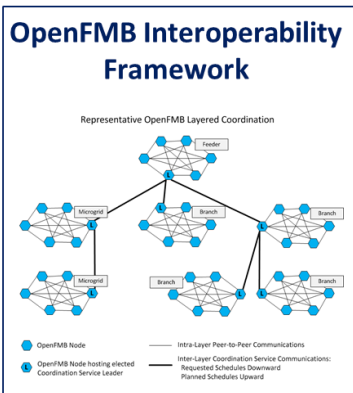 OpenFMB Interoperability
Framework
Representative OpenFMB Layered Coordination
Feeder
L
Microgrid
L
L
Branch
Branch
L
Microgrid
L
Branch
L
L
Branch
OpenFMB Node
Intra-Layer Peer-to-Peer Communications
L
OpenFMB Node hosting elected
Coordination Service Leader
Inter-Layer Coordination Service Communications:
Requested Schedules Downward
Planned Schedules Upward